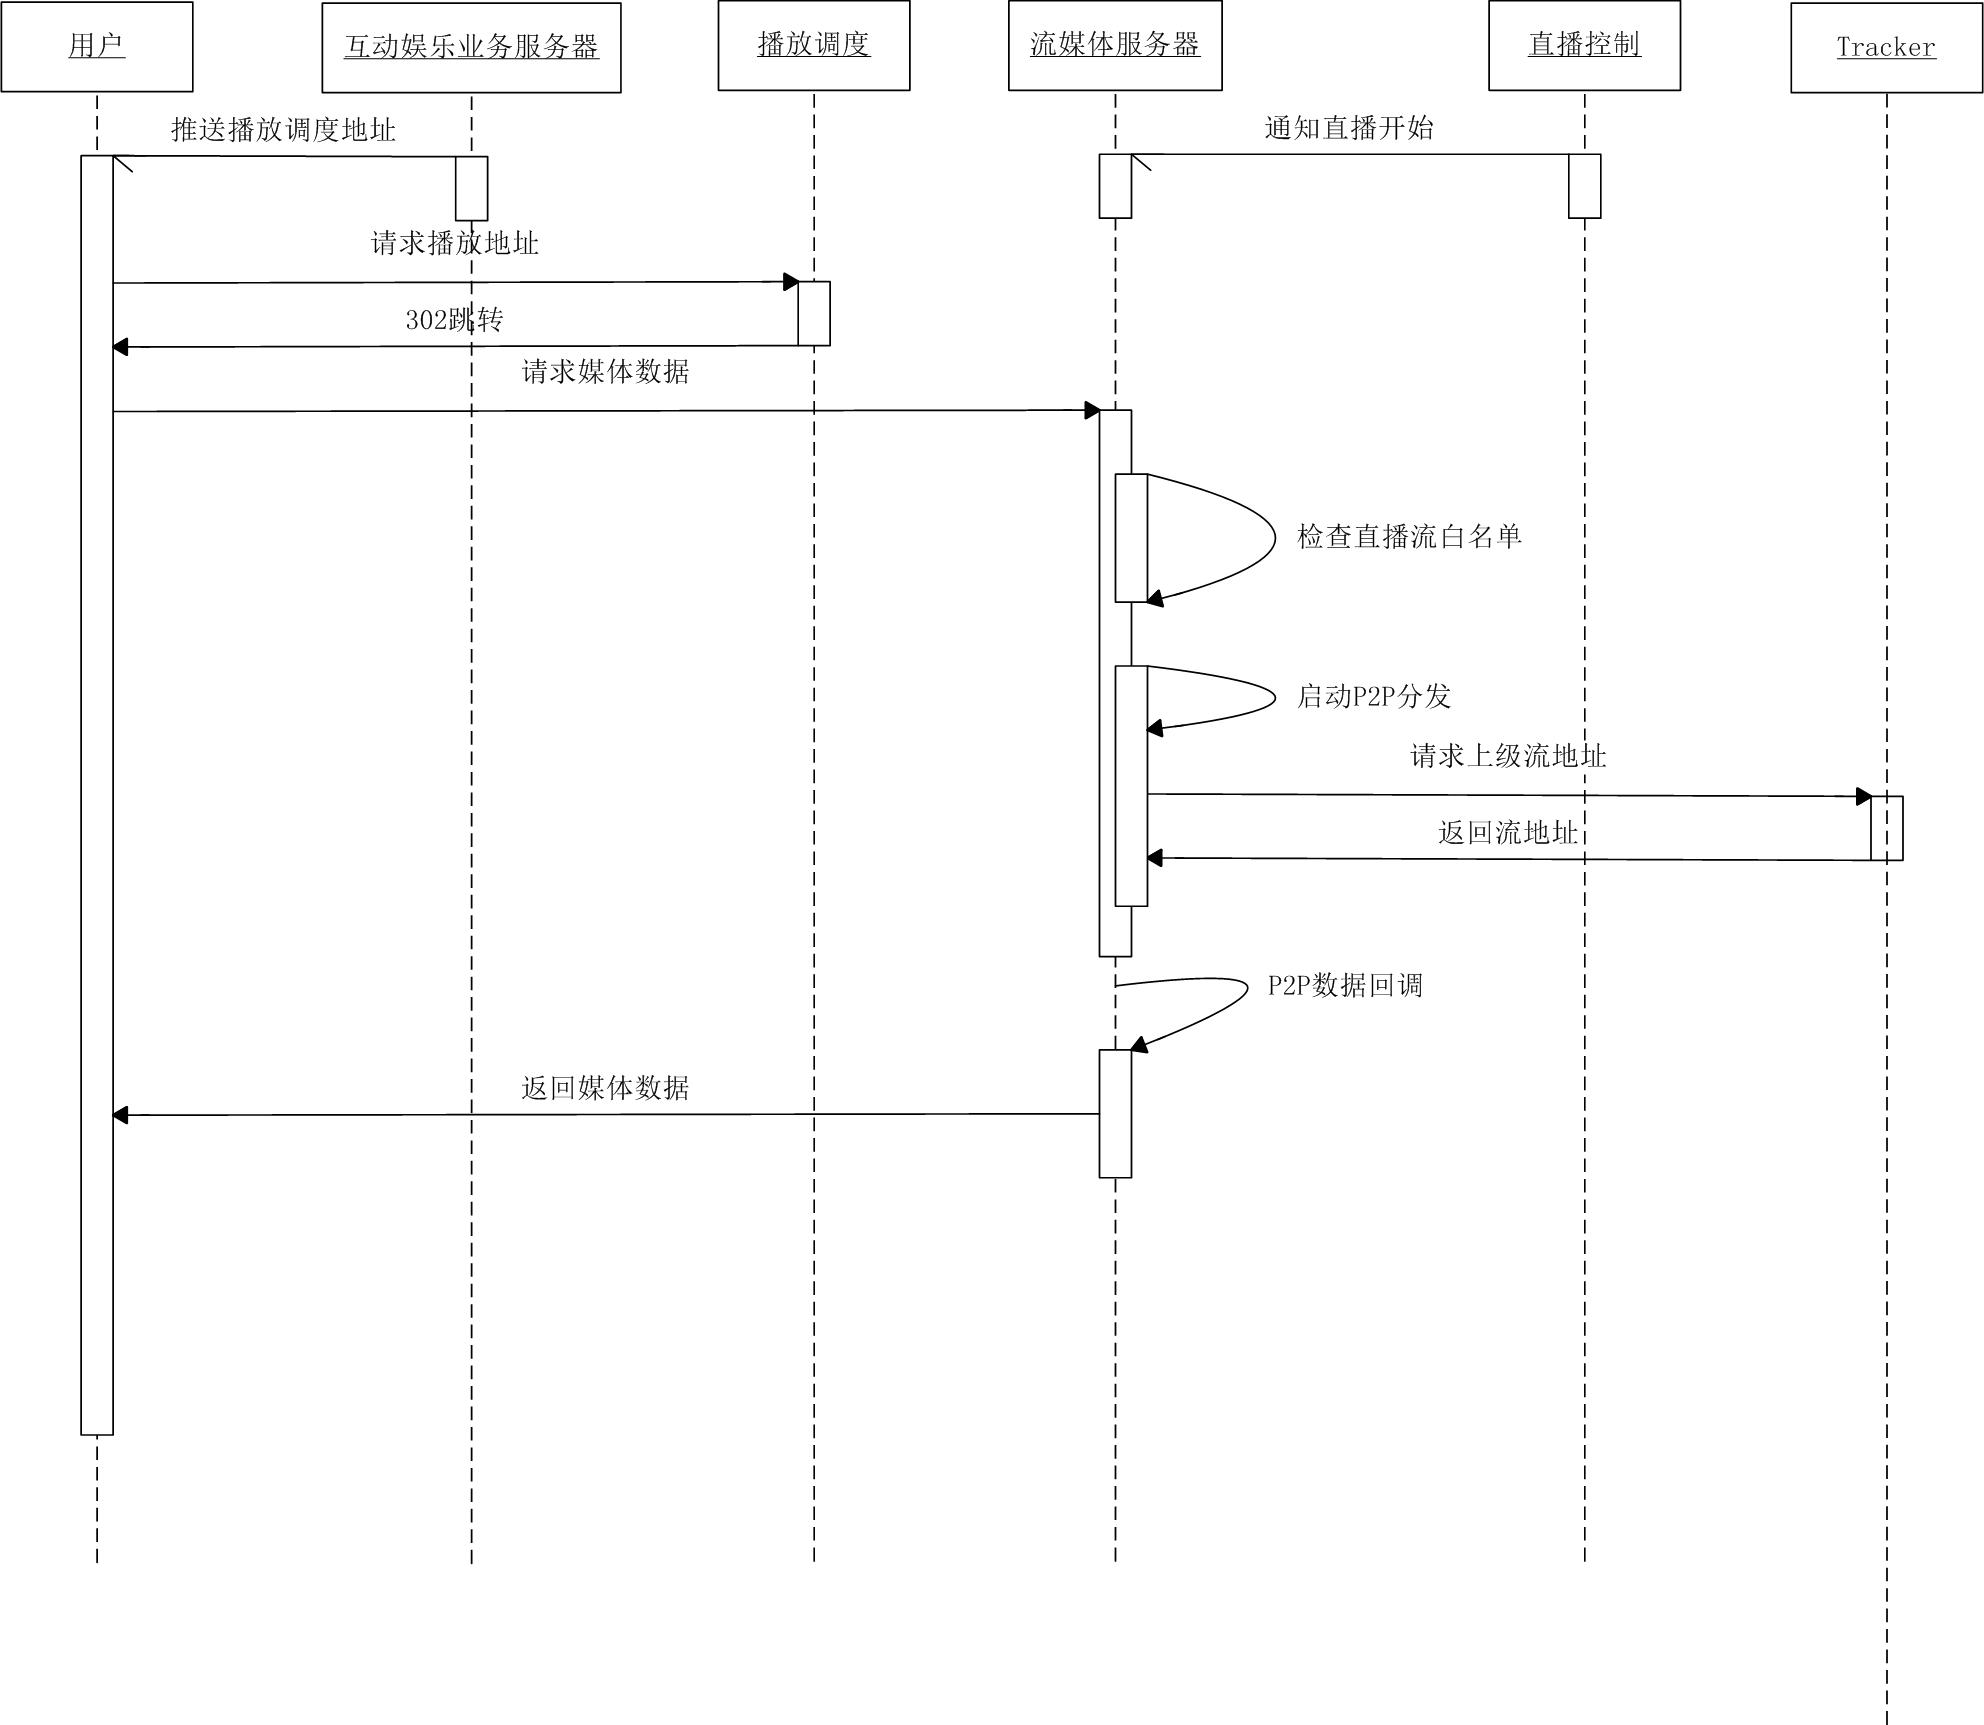 用户
互动娱乐业务服务器
播放调度
流媒体服务器
直播控制
Tracker
推送播放调度地址
通知直播开始
请求播放地址
302跳转
请求媒体数据
检查直播流白名单
启动P2P分发
请求上级流地址
返回流地址
P2P数据回调
返回媒体数据